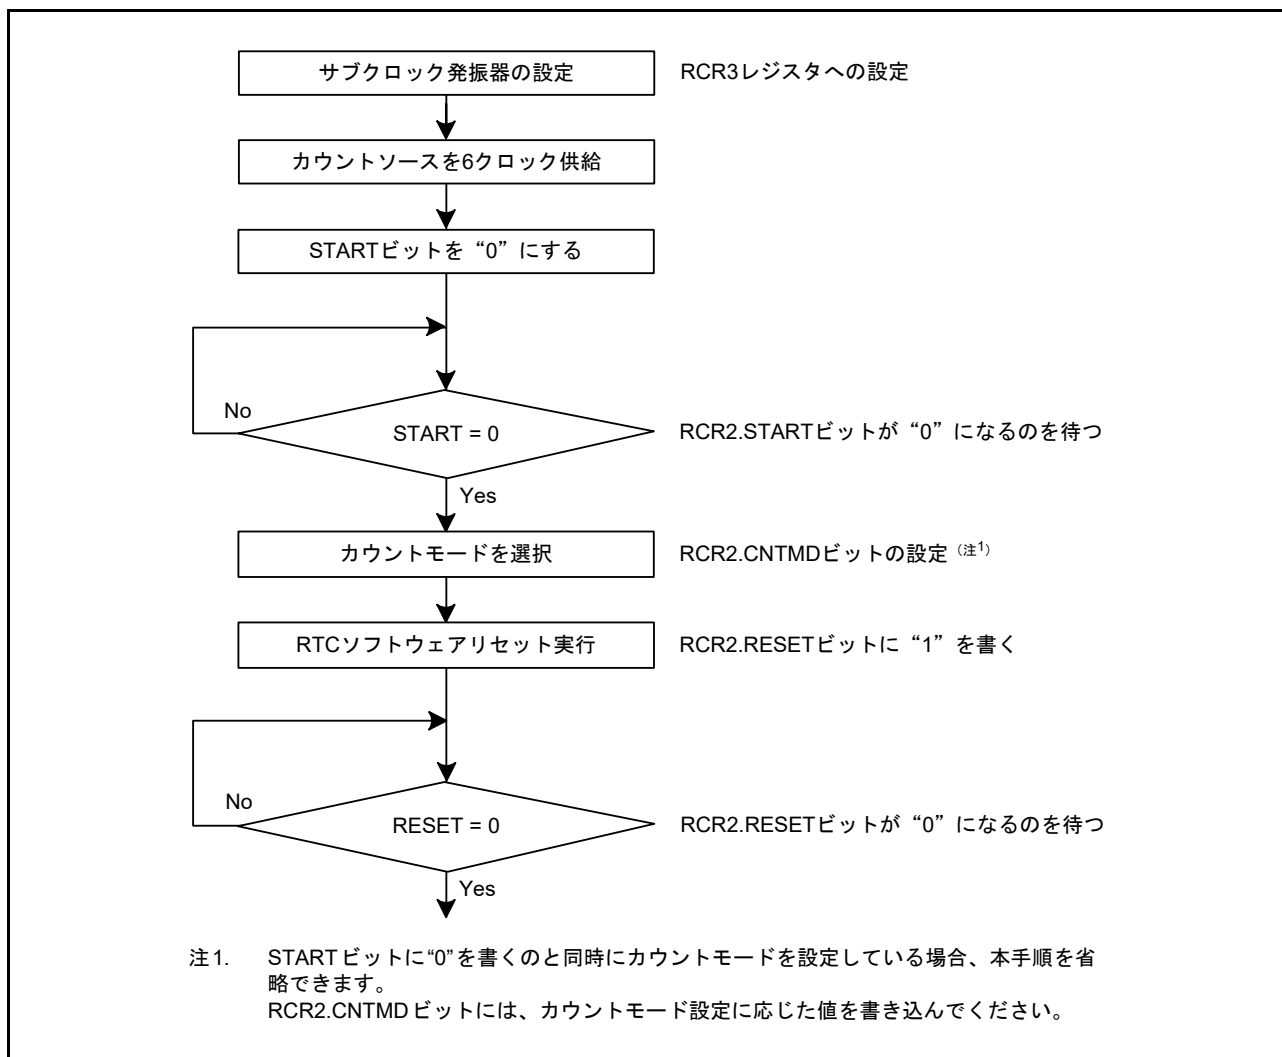 サブクロック発振器の設定 RCR3レジスタへの設定
カウントソースを6クロック供給
STARTビットを“0”にする
No
START = 0 RCR2.STARTビットが“0”になるのを待つ
Yes
カウントモードを選択 RCR2.CNTMDビットの設定（注1）
RTCソフトウェアリセット実行 RCR2.RESETビットに“1”を書く
No
RESET = 0 RCR2.RESETビットが“0”になるのを待つ
Yes
注1. STARTビットに“0”を書くのと同時にカウントモードを設定している場合、本手順を省
略できます。
RCR2.CNTMDビットには、カウントモード設定に応じた値を書き込んでください。